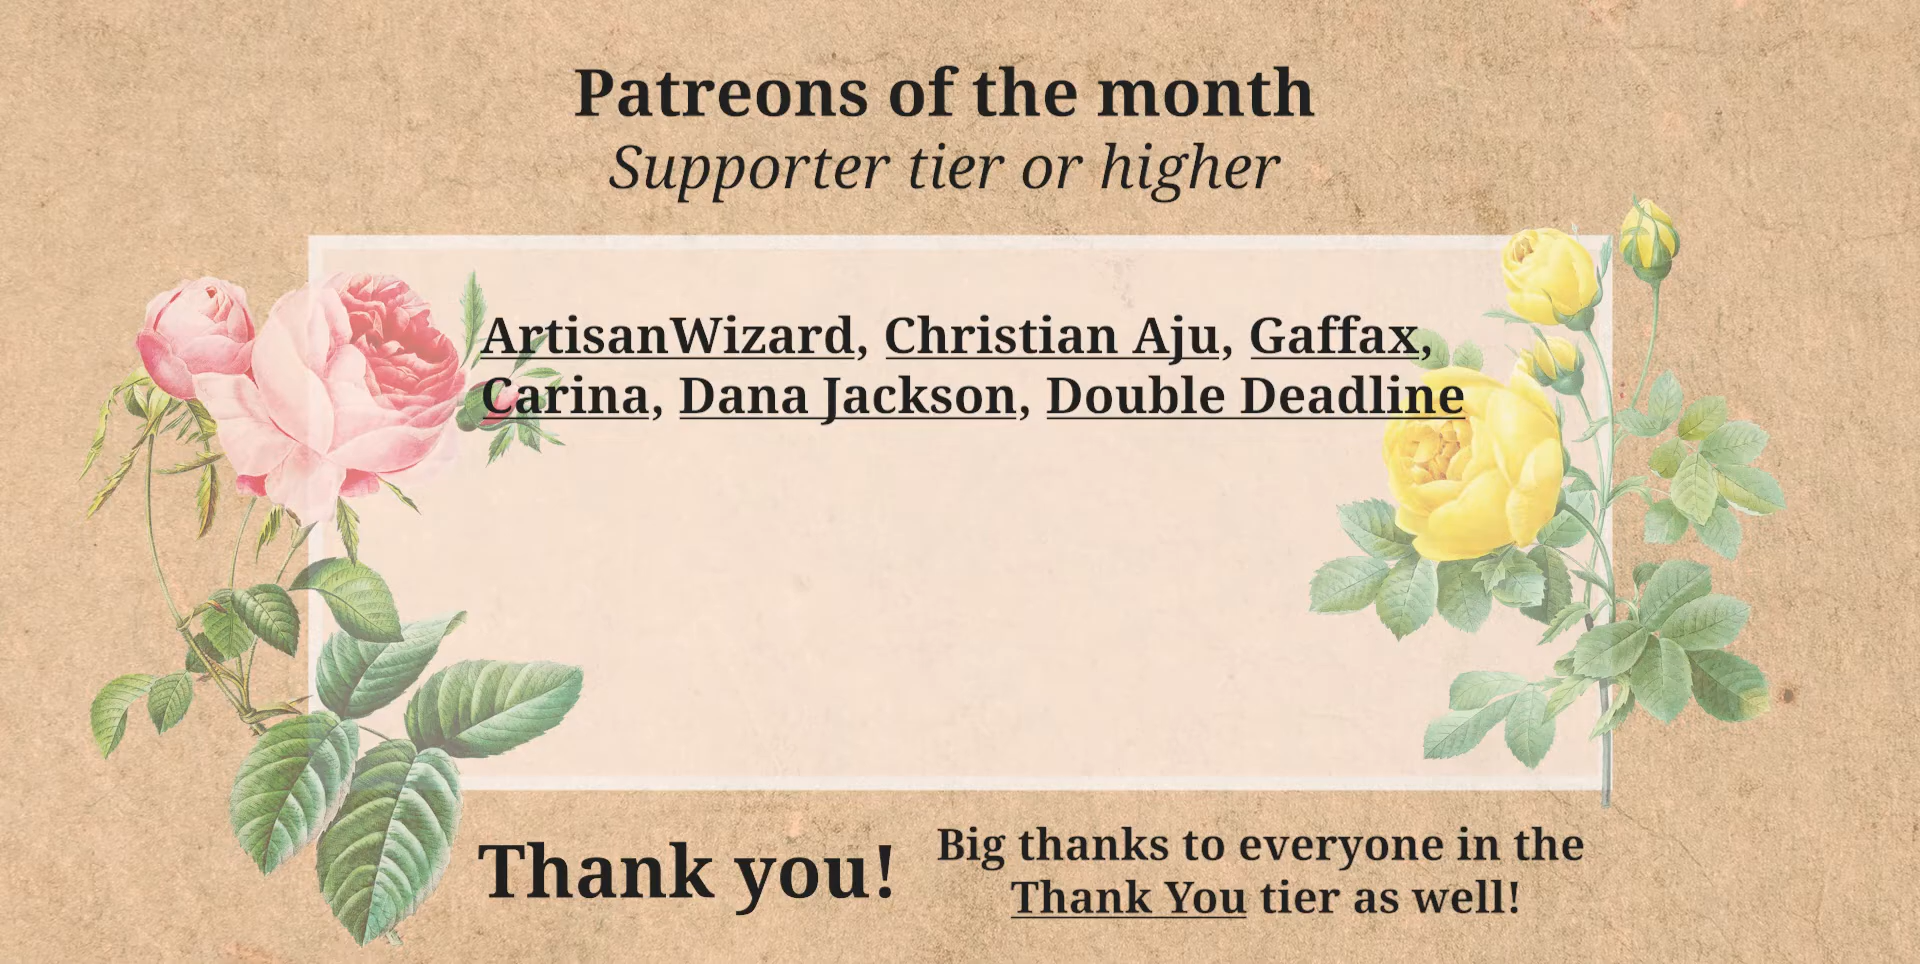 Patreons of the month
Supporter tier or higher
ArtisanWizard, Christian Aju, Gaffax,
Carina, Dana Jackson, Double Deadline
Thank you!
Big thanks to everyone in the
Thank You tier as well!